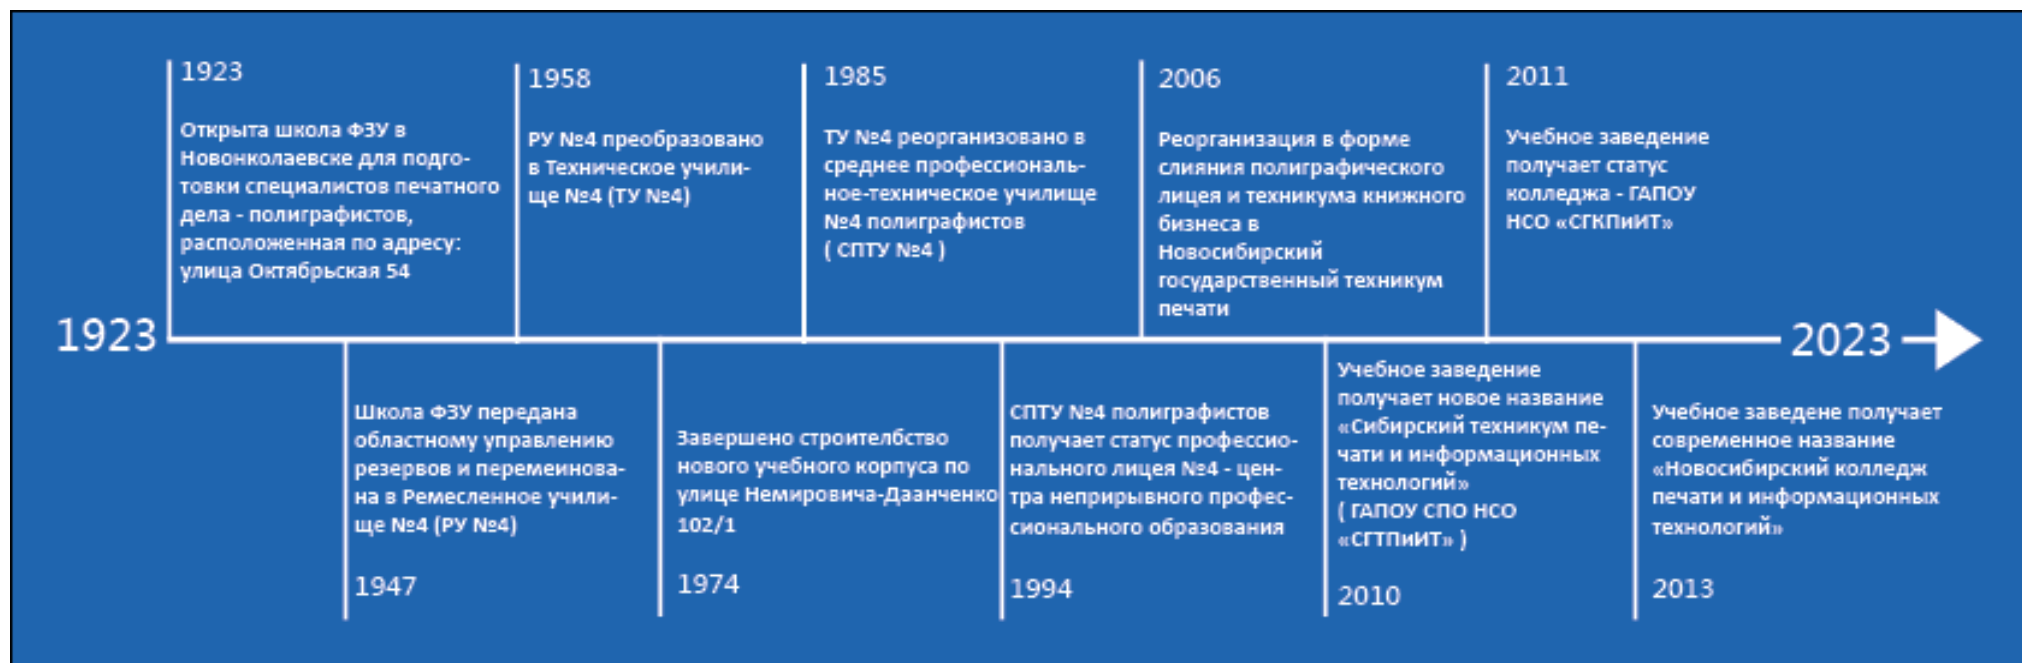 1923
Открыта школа ФЗУ в
Новонколаевске для подго-
товки специалистов печатного
дела - полиграфистов,
расположенная по адресу:
улица Октябрьская 54
1958
РУ №4 преобразовано
в Техническое учили-
ще №4 (ТУ №4)
1985
ТУ №4 реорганизовано в
среднее профессиональ-
ное-техническое училище
№4 полиграфистов
( СПТУ №4 )
2006
Реорганизация в форме
слияния полиграфического
лицея и техникума книжного
бизнеса в
Новосибирский
государственный техникум
печати
2011
Учебное заведение
получает статус
колледжа - ГАПОУ
НСО «СГКПиИТ»
1923
2023
Школа ФЗУ передана
областному управлению
резервов и перемеинова-
на в Ремесленное учили-
ще №4 (РУ №4)
1947
Завершено строителбство
нового учебного корпуса по
улице Немировича-Даанченко
102/1
1974
СПТУ №4 полиграфистов
получает статус профессио-
нального лицея №4 - цен-
тра неприрывного профес-
сионального образования
1994
Учебное заведение
получает новое название
«Сибирский техникум пе-
чати и информационных
технологий»
( ГАПОУ СПО НСО
«СГТПиИТ» )
2010
Учебное заведене получает
современное название
«Новосибирский колледж
печати и информационных
технологий»
2013